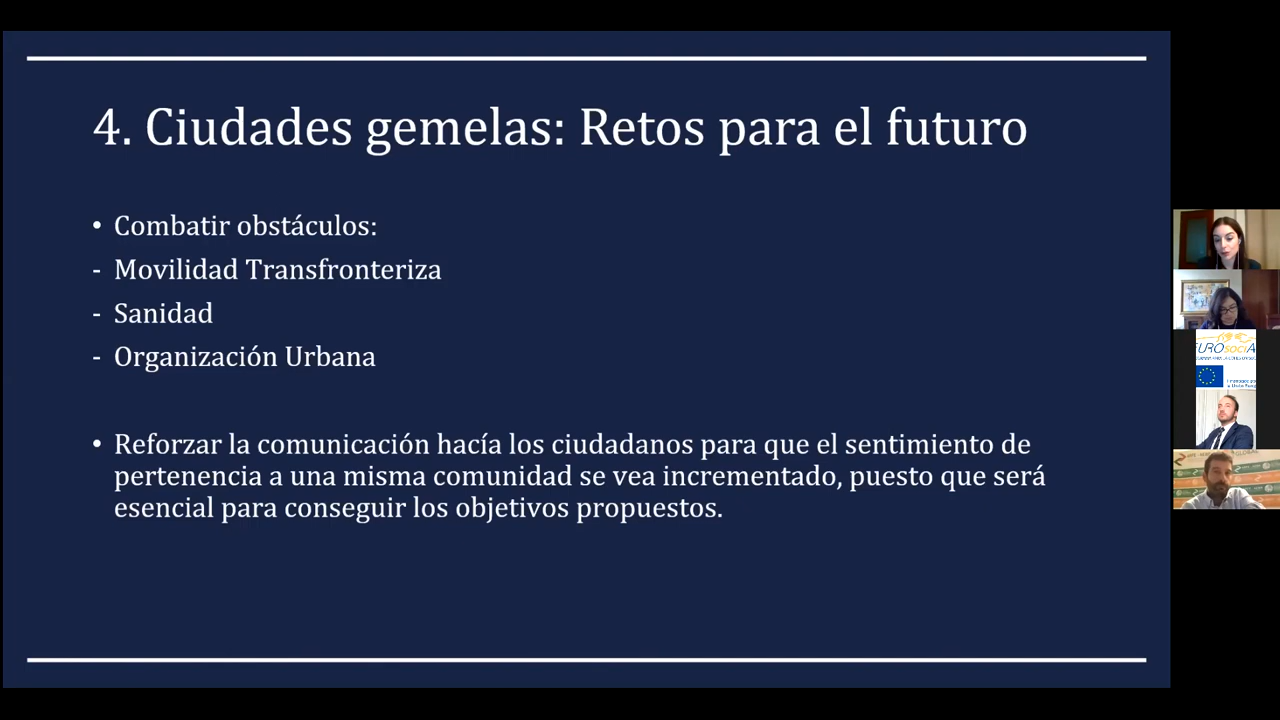 4. Ciudades gemelas: Retos para el futuro
• Combatir obstáculos:
- Movilidad Transfronteriza
- Sanidad
- Organización Urbana
• Reforzar la comunicación hacía los ciudadanos para que el sentimiento de
pertenencia a una misma comunidad se vea incrementado, puesto que será
esencial para conseguir los objetivos propuestos.
UROsociA